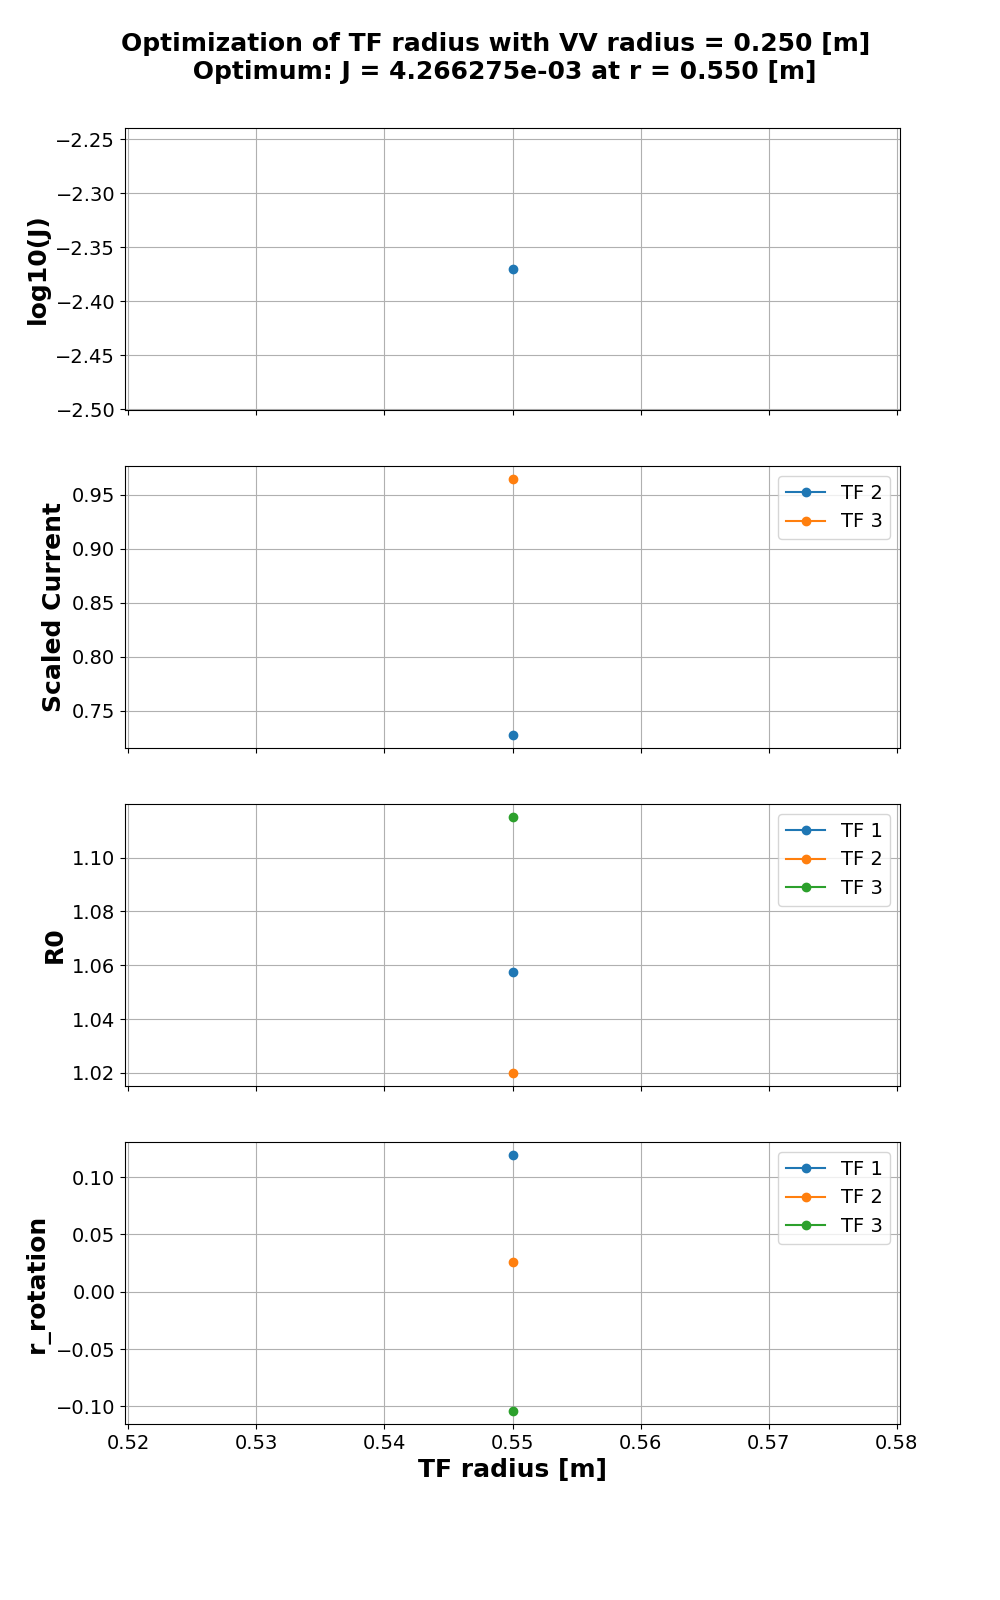 Optimization of TF radius with VV radius = 0.250 [m]
Optimum: J = 4.266275e-03 at r = 0.550 [m]
log10(J)
−2.25
−2.30
−2.35
−2.40
−2.45
−2.50
Scaled Current
0.95
0.90
0.85
0.80
0.75
TF 2
TF 3
R0
1.10
1.08
1.06
1.04
1.02
TF 1
TF 2
TF 3
r_rotation
0.10
0.05
0.00
−0.05
−0.10
TF 1
TF 2
TF 3
0.52 0.53 0.54 0.55 0.56 0.57 0.58
TF radius [m]